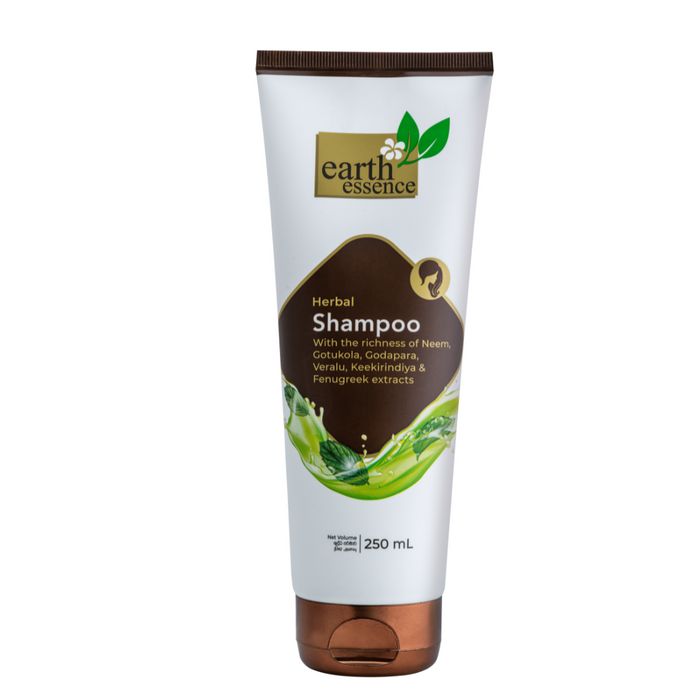 earth
essence
Herbal
Shampoo
With the richness of Neem,
Gotukola, Godapara,
Veralu, Keekirindiya &
Fenugreek extracts
Net Volume
250 mL